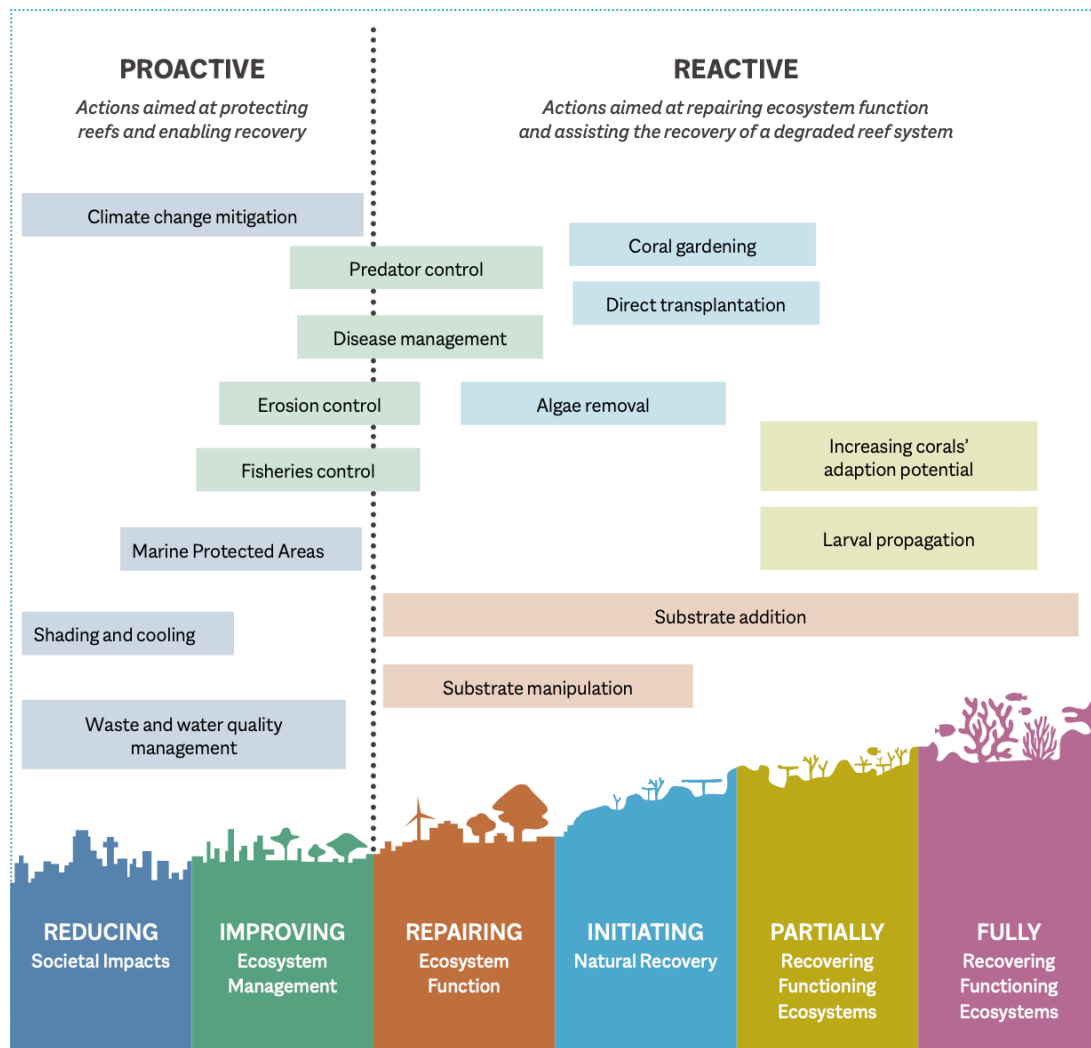 PROACTIVE
Actions aimed at protecting
reefs and enabling recovery
REACTIVE
Actions aimed at repairing ecosystem function
and assisting the recovery of a degraded reef system
Climate change mitigation
Coral gardening
Predator control
Direct transplantation
Disease management
Erosion control
Algae removal
Increasing corals'
adaption potential
Fisheries control
Larval propagation
Marine Protected Areas
Substrate addition
Shading and cooling
Substrate manipulation
Waste and water quality
management
REDUCING
Societal Impacts
IMPROVING
Ecosystem
Management
REPAIRING
Ecosystem
Function
INITIATING
Natural Recovery
PARTIALLY
Recovering
Functioning
Ecosystems
FULLY
Recovering
Functioning
Ecosystems